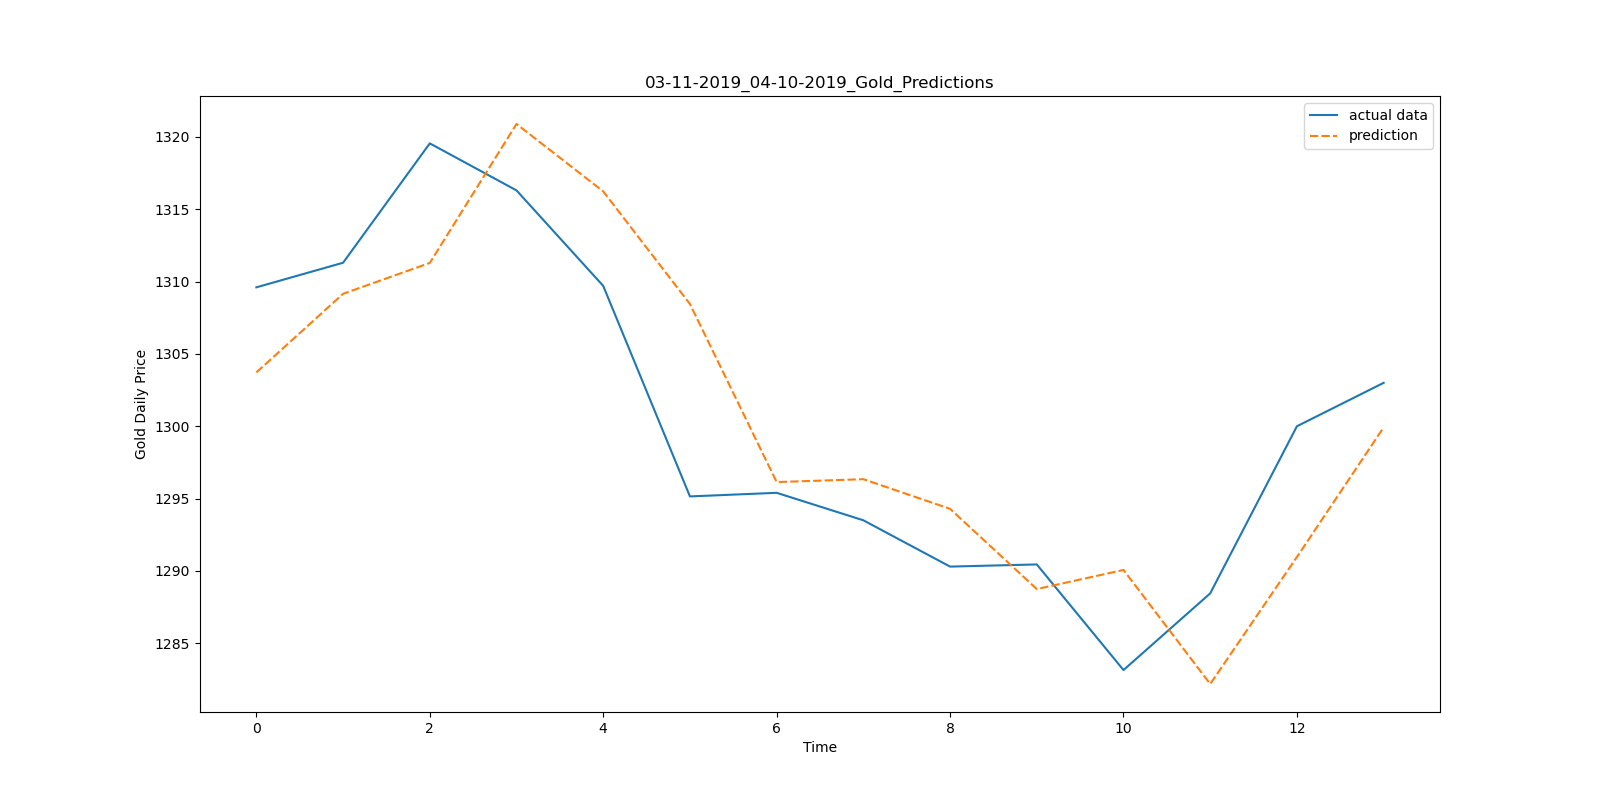 03-11-2019_04-10-2019_Gold_Predictions
actual data
prediction
1320
1315
1310
1305
1300
1295
1290
1285
Gold Daily Price
0 2 4 6 8 10 12
Time